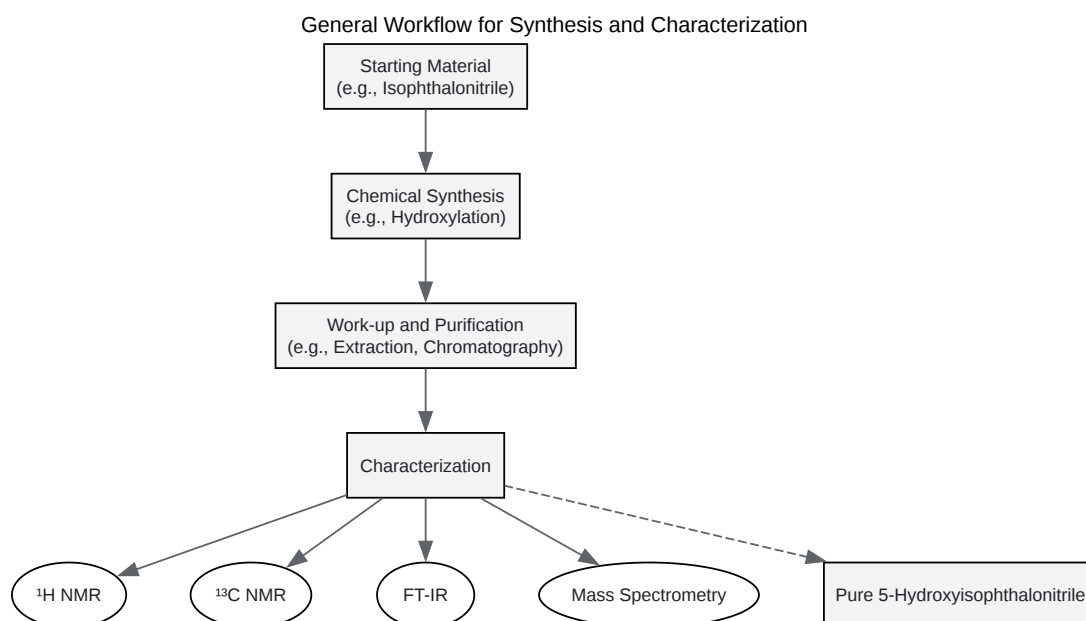 General Workflow for Synthesis and Characterization
Starting Material
(e.g., Isophthalonitrile)
Chemical Synthesis
(e.g., Hydroxylation)
Work-up and Purification
(e.g., Extraction, Chromatography)
Characterization
¹H NMR
¹³C NMR
FT-IR
Mass Spectrometry
Pure 5-Hydroxyisophthalonitrile